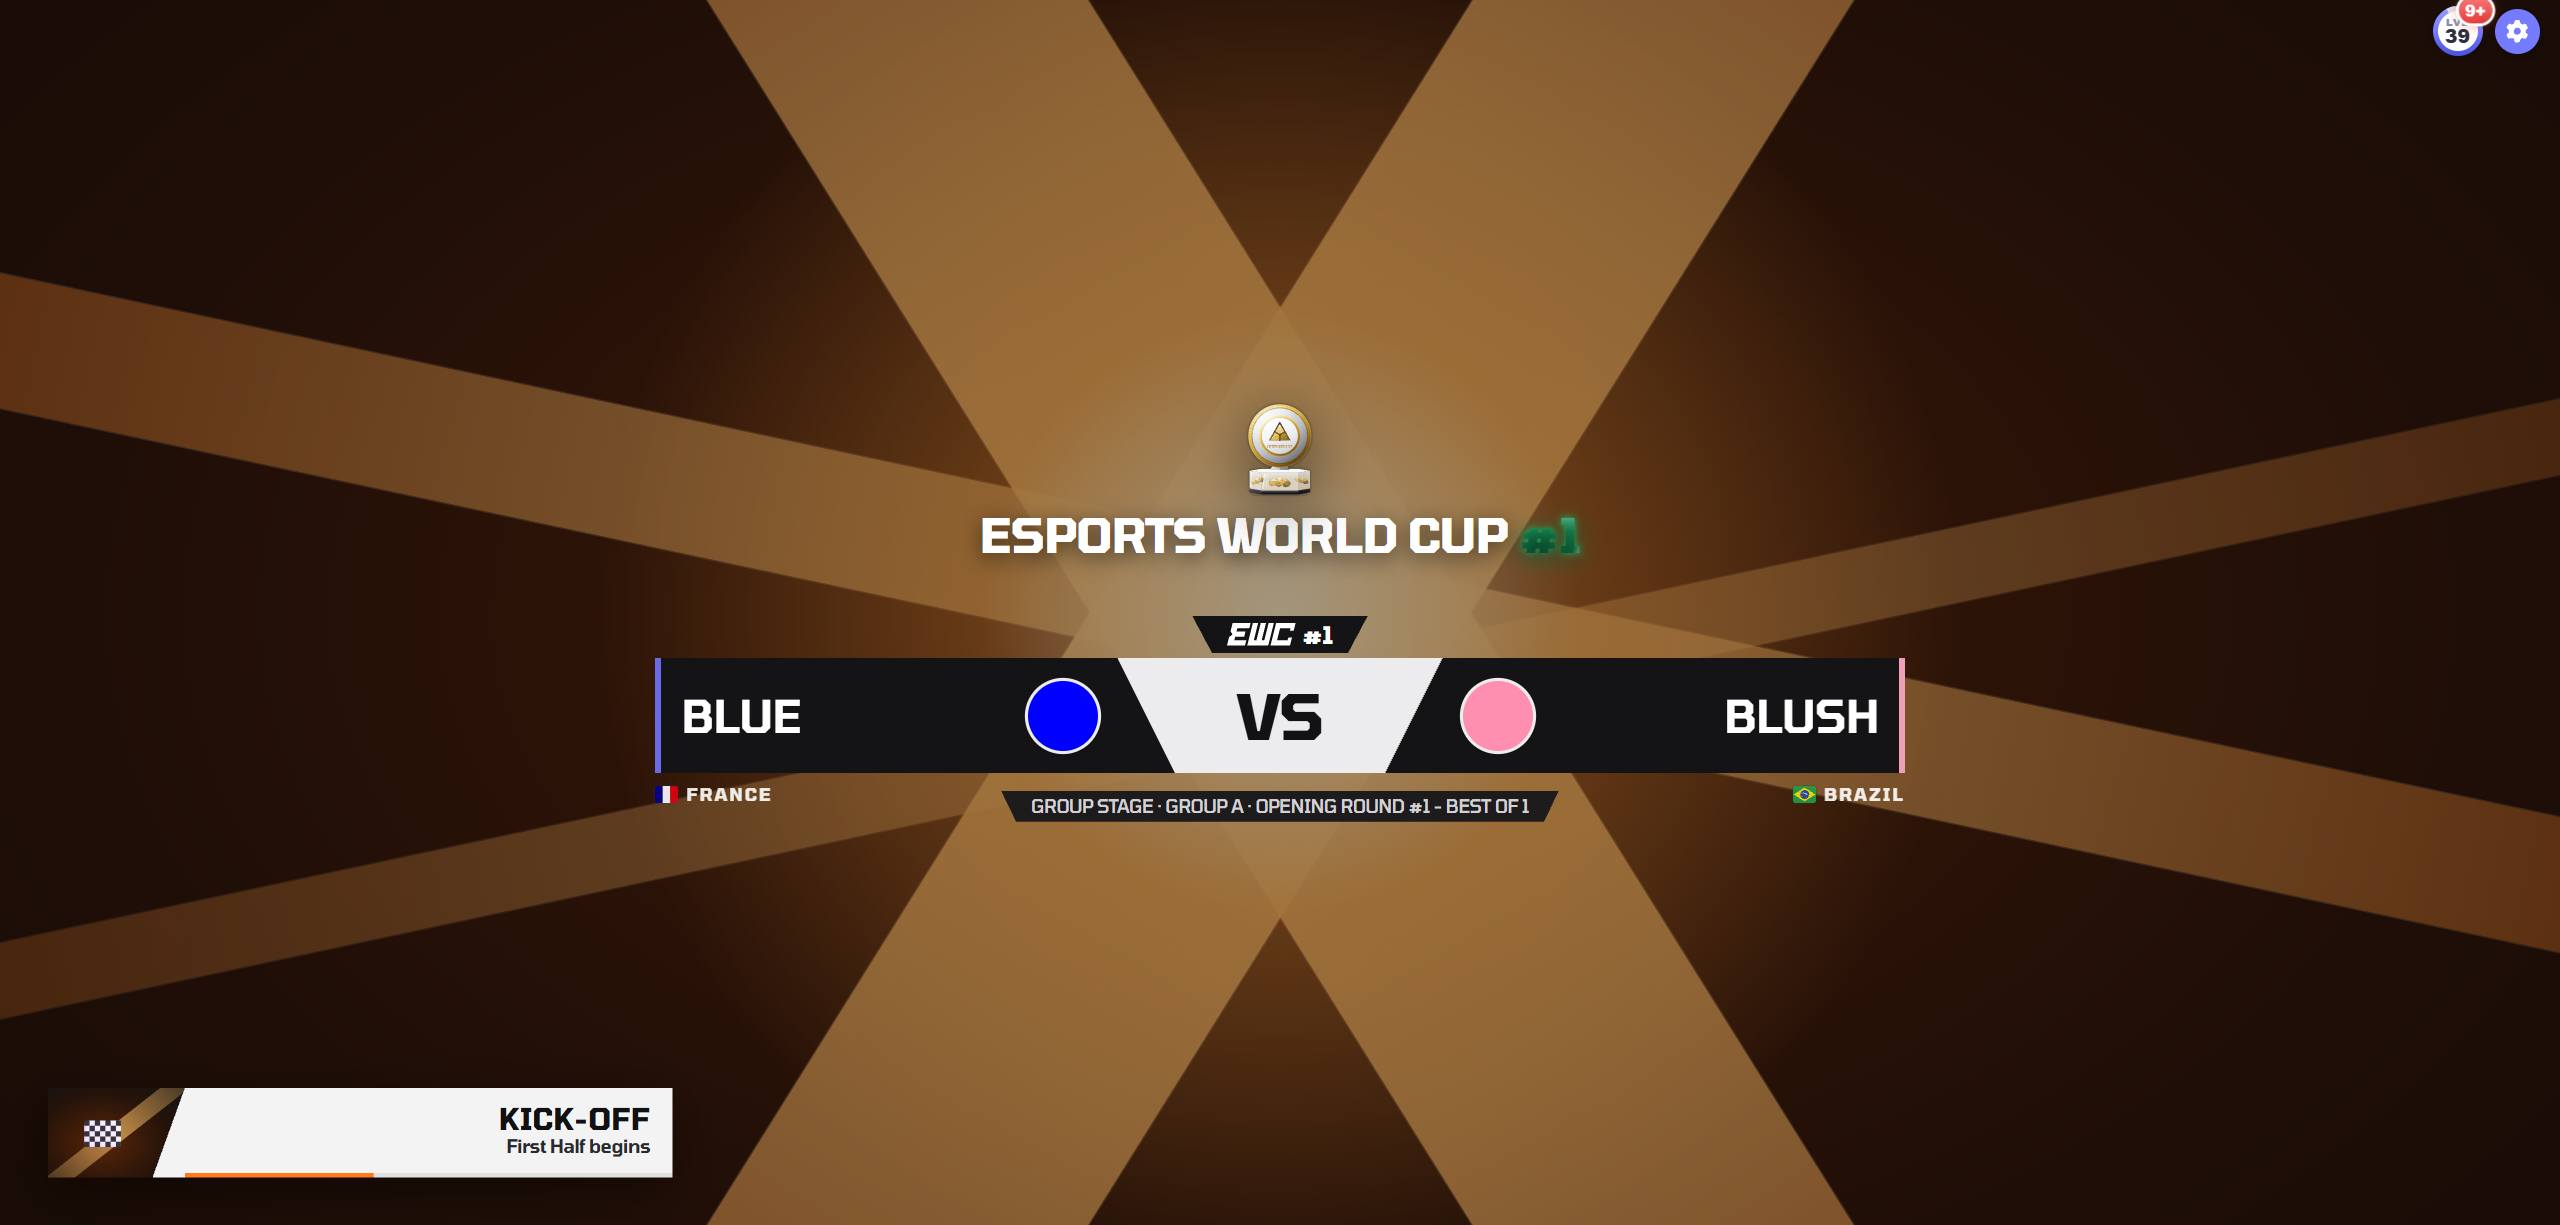 9+
LVL
39
ESPORTS WORLD CUP #1
EWC #1
BLUE
VS
BLUSH
FRANCE
BRAZIL
GROUP STAGE · GROUP A · OPENING ROUND #1 - BEST OF 1
KICK-OFF
First Half begins